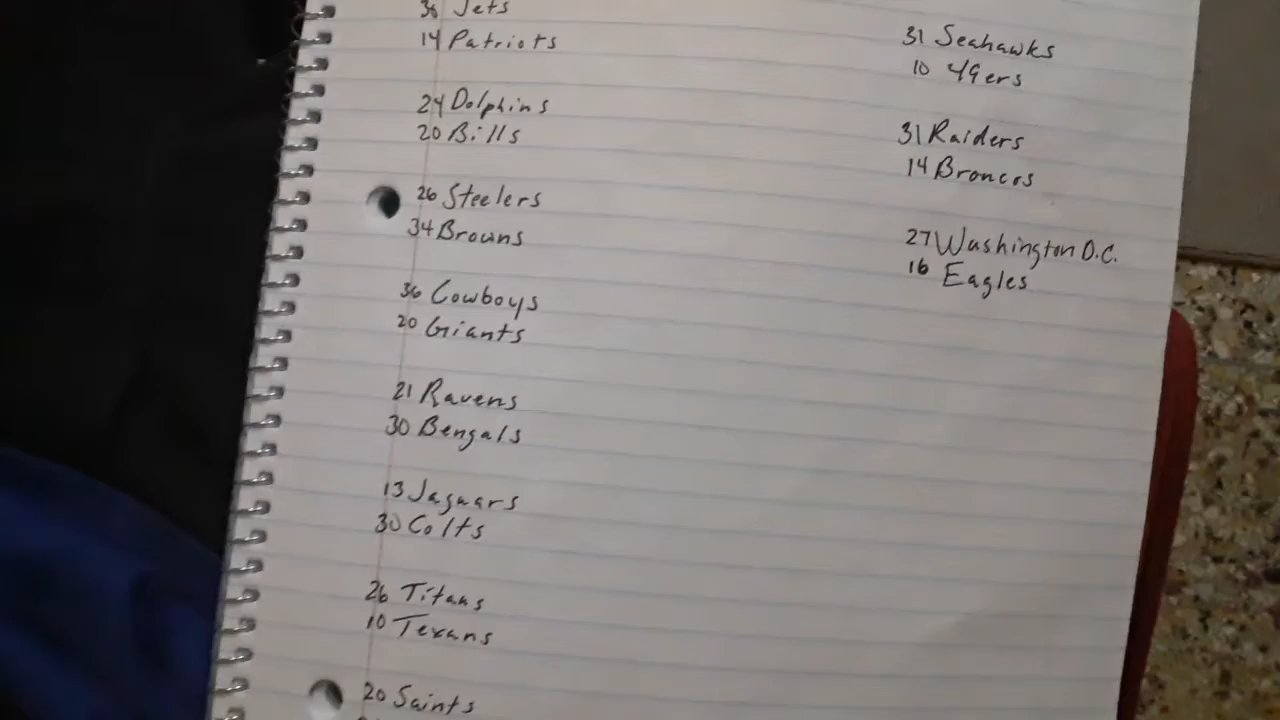 36 Jets
14 Patriots
24 Dolphins
20 Bills
26 Steelers
34 Browns
36 Cowboys
20 Giants
21 Ravens
30 Bengals
13 Jaguars
30 Colts
26 Titans
10 Texans
20 Saints
31 Seahawks
10 49ers
31 Raiders
14 Broncos
27 Washington D.C.
16 Eagles